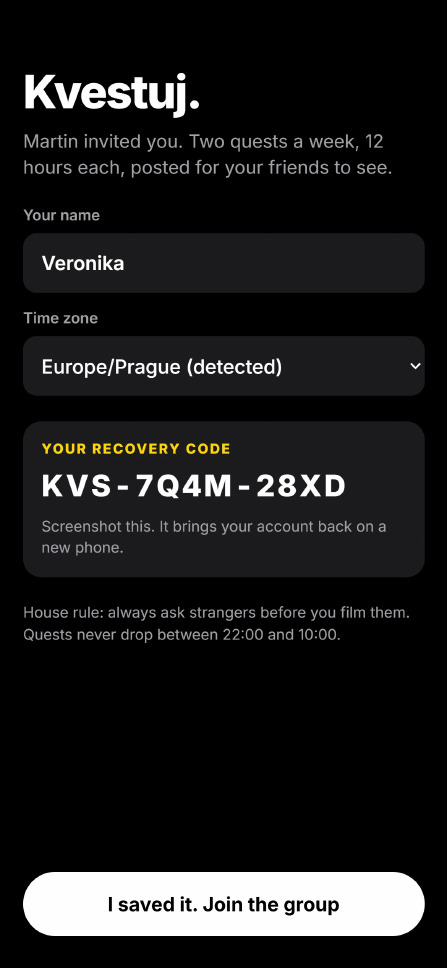 Kvestuj.
Martin invited you. Two quests a week, 12
hours each, posted for your friends to see.
Your name
Veronika
Time zone
Europe/Prague (detected)
YOUR RECOVERY CODE
KVS-7Q4M-28XD
Screenshot this. It brings your account back on a
new phone.
House rule: always ask strangers before you film them.
Quests never drop between 22:00 and 10:00.
I saved it. Join the group